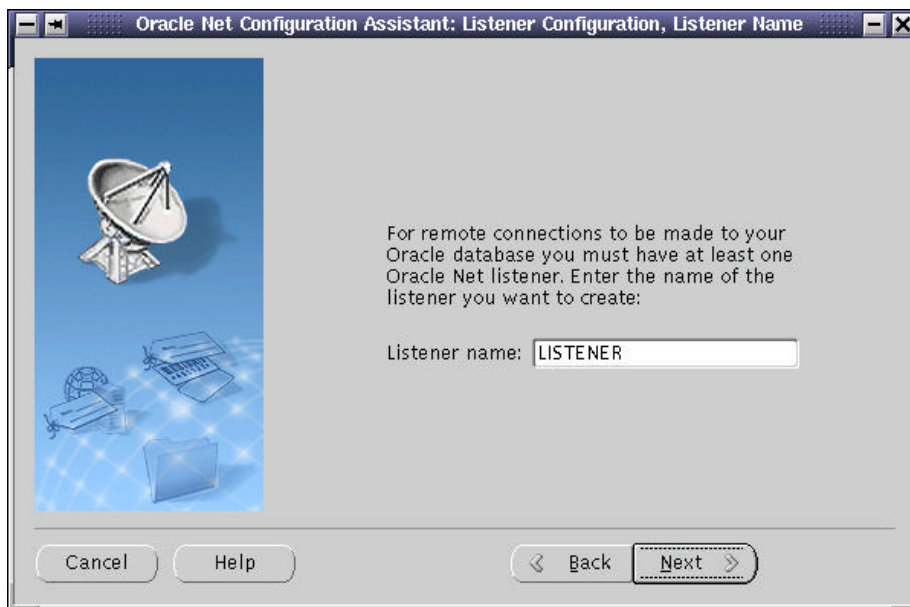 Oracle Net Configuration Assistant: Listener Configuration, Listener Name
For remote connections to be made to your
Oracle database you must have at least one
Oracle Net listener. Enter the name of the
listener you want to create:
Listener name: LISTENER
Cancel Help Back Next